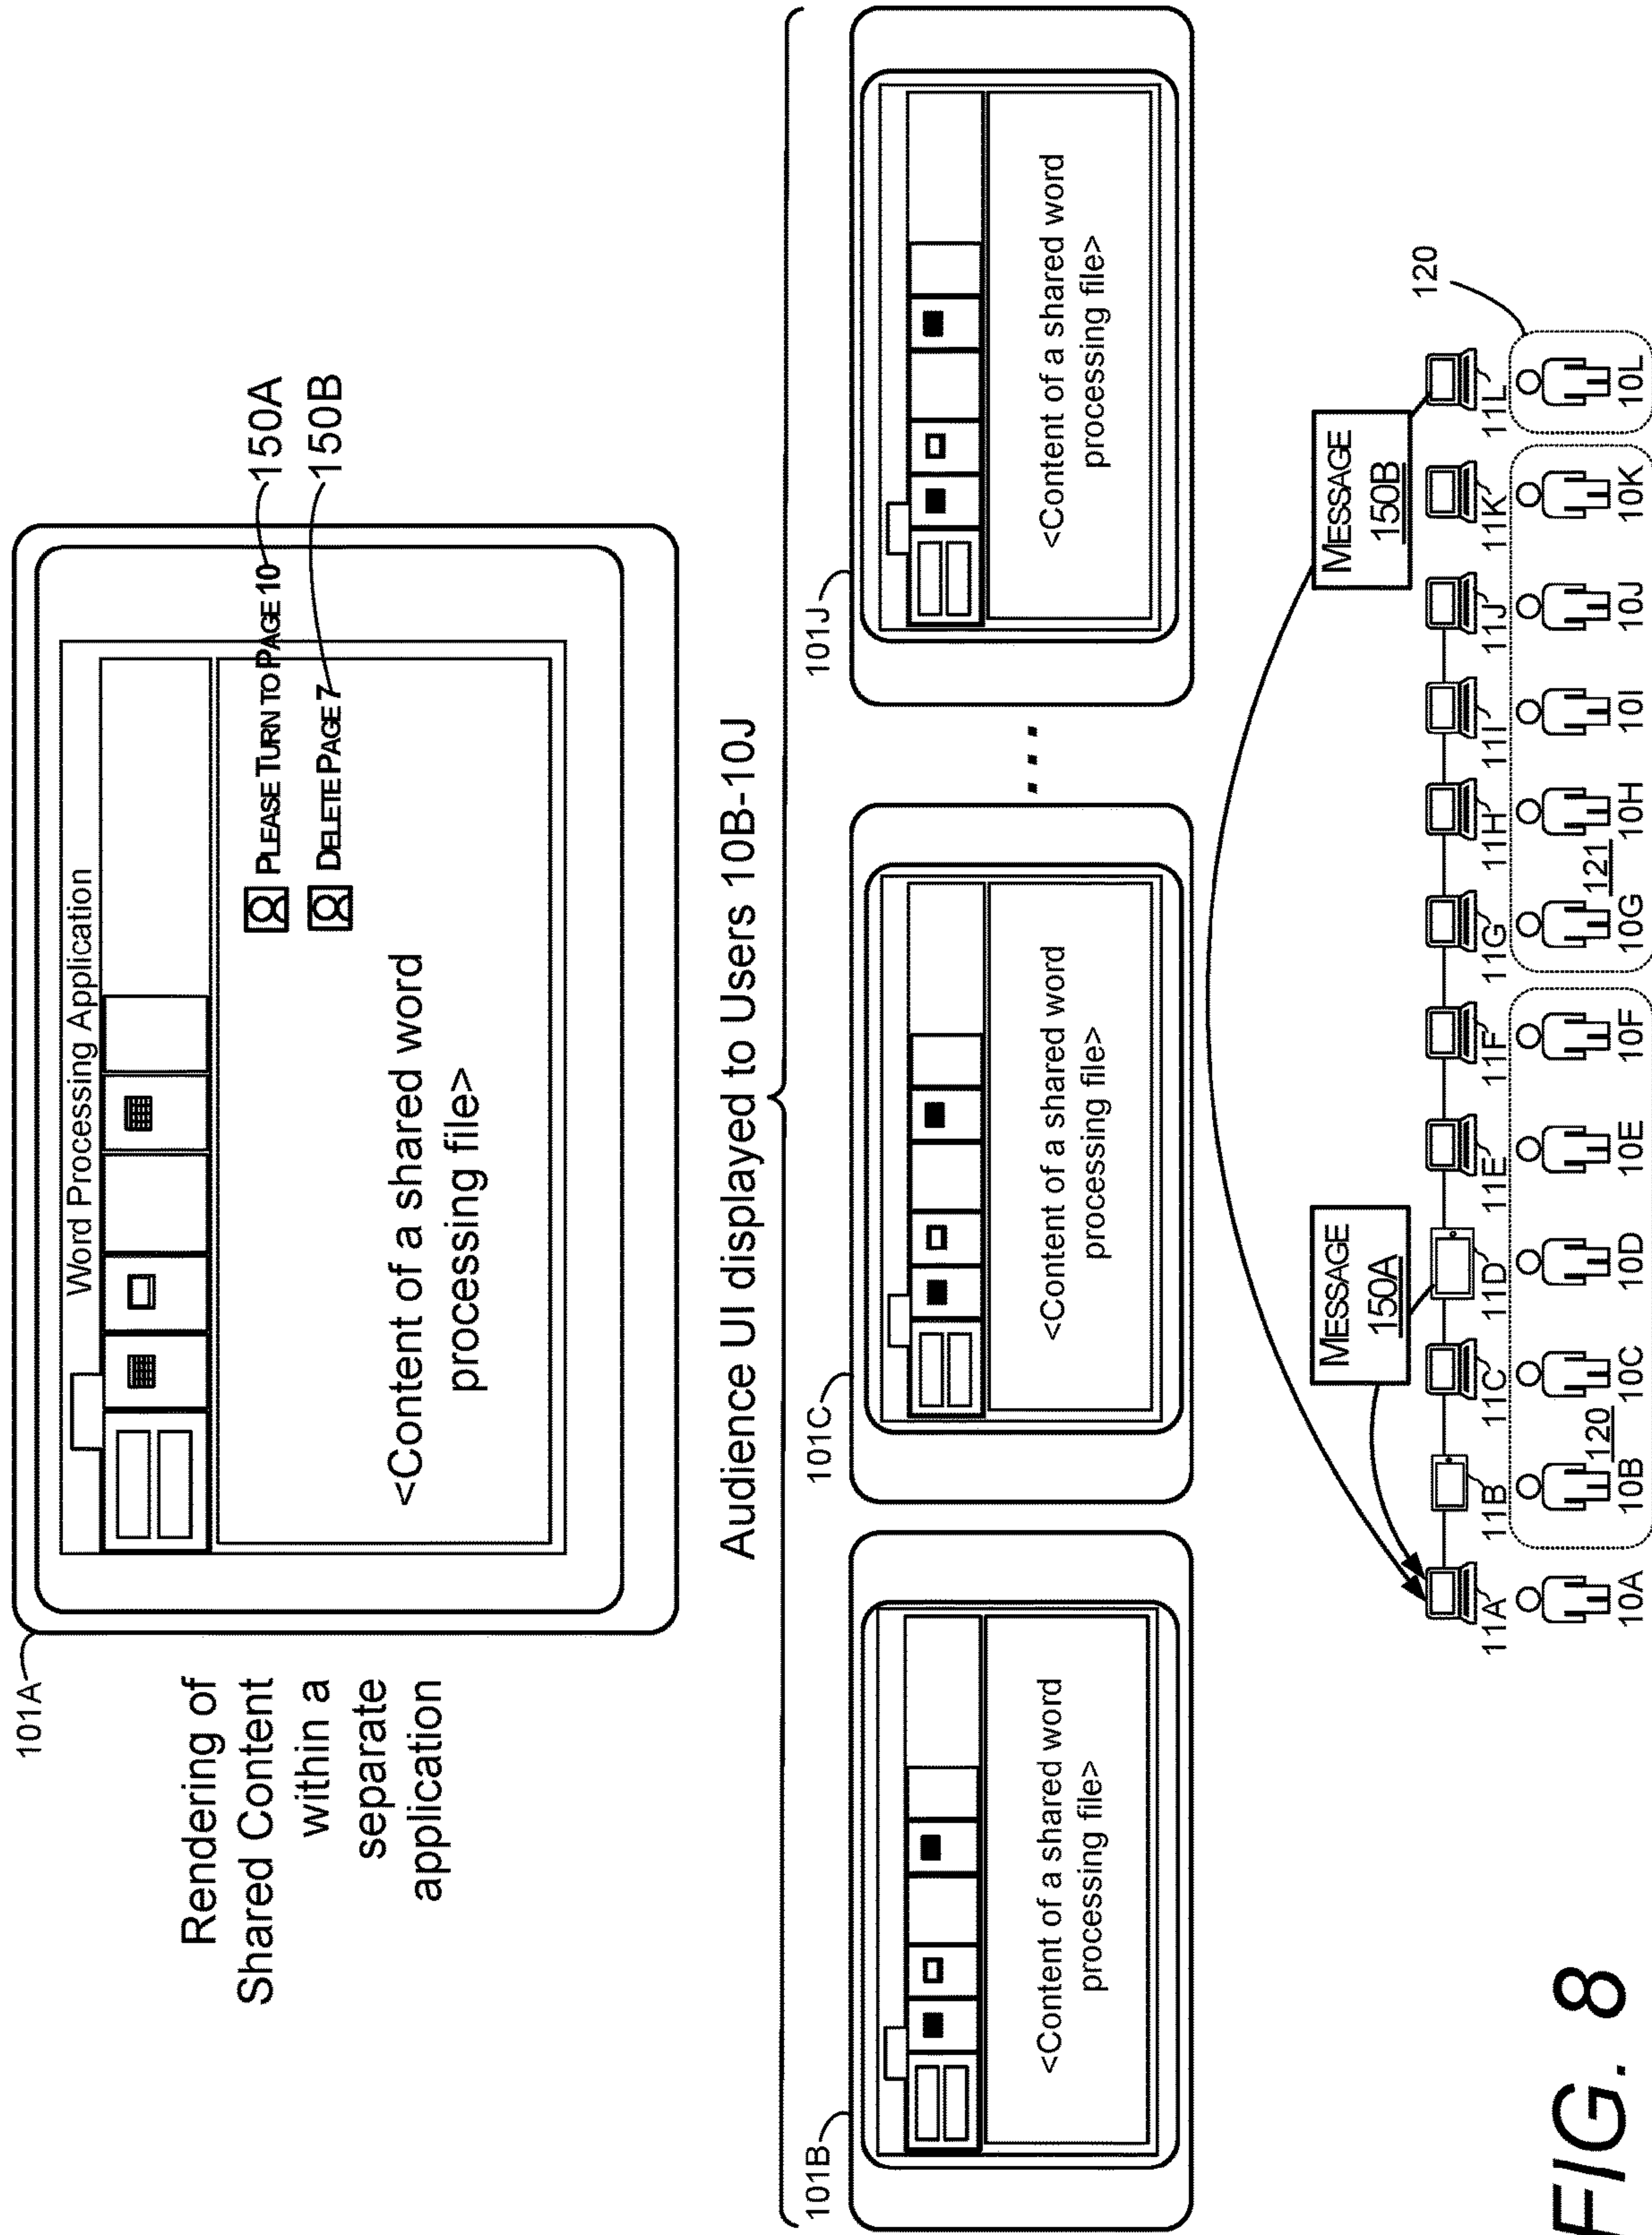 101A
Rendering of
Shared Content
within a
separate
application
Word Processing Application
PLEASE TURN TO PAGE 10
150A
DELETE PAGE 7
150B
<Content of a shared word
processing file>
Audience UI displayed to Users 10B-10J
101B
101C
101J
<Content of a shared word
processing file>
<Content of a shared word
processing file>
. . .
<Content of a shared word
processing file>
MESSAGE
150A
MESSAGE
150B
120
11A 11B 11C 11D 11E 11F 11G 11H 11I 11J 11K 11L
120 121
10A 10B 10C 10D 10E 10F 10G 10H 10I 10J 10K 10L
FIG. 8